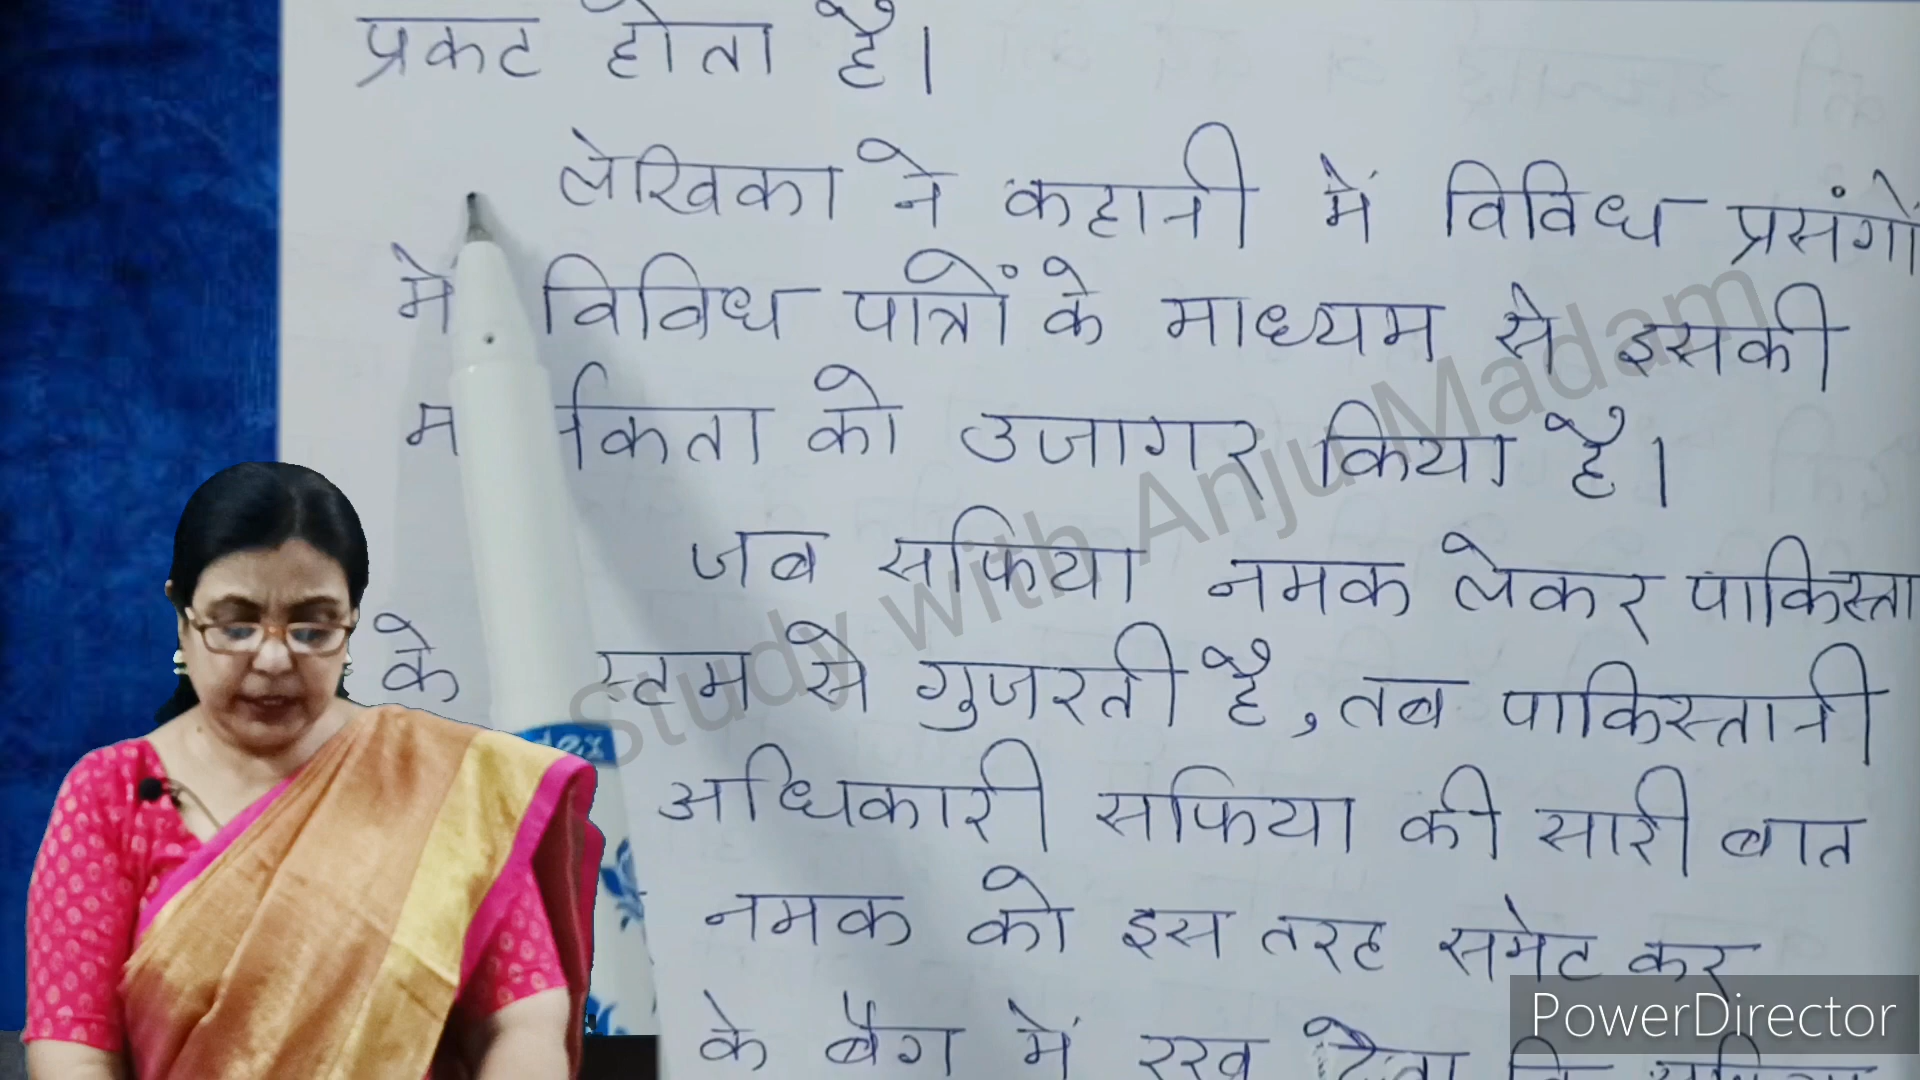 प्रकट होता है।
लेखिका ने कहानी में विविध प्रसंगों
में विविध पात्रों के माध्यम से इसकी
को उजागर किया है।
जब सफिया नमक लेकर पाकिस्ता
के स्टम से गुजरती है, तब पाकिस्तानी
अधिकारी सफिया की सारी बात
नमक को इस तरह समेट कर
के बैग में रख
Study with Anju Madam
PowerDirector